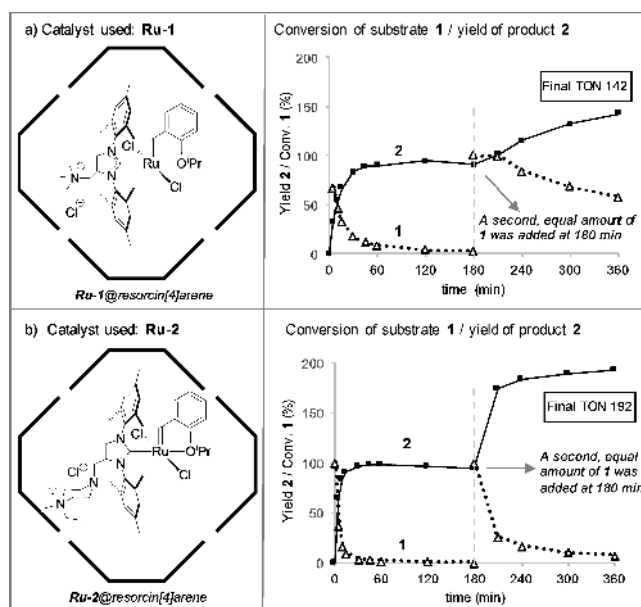 a) Catalyst used: Ru-1
Conversion of substrate 1 / yield of product 2
Cl
Ru
OⁱPr
Cl
N
N
N
⊕
Cl
⊖
Ru-1@resorcin[4]arene
Yield 2 / Conv. 1 (%)
200
150
100
50
0
Final TON 142
2
1
A second, equal amount of
1 was added at 180 min
0 60 120 180 240 300 360
time (min)
b) Catalyst used: Ru-2
Conversion of substrate 1 / yield of product 2
Cl
N
N
Ru
OⁱPr
Cl
Cl⊖
N
N
⊕
Ru-2@resorcin[4]arene
Yield 2 / Conv. 1 (%)
200
150
100
50
0
Final TON 192
2
1
A second, equal
amount of 1 was
added at 180 min
0 60 120 180 240 300 360
time (min)